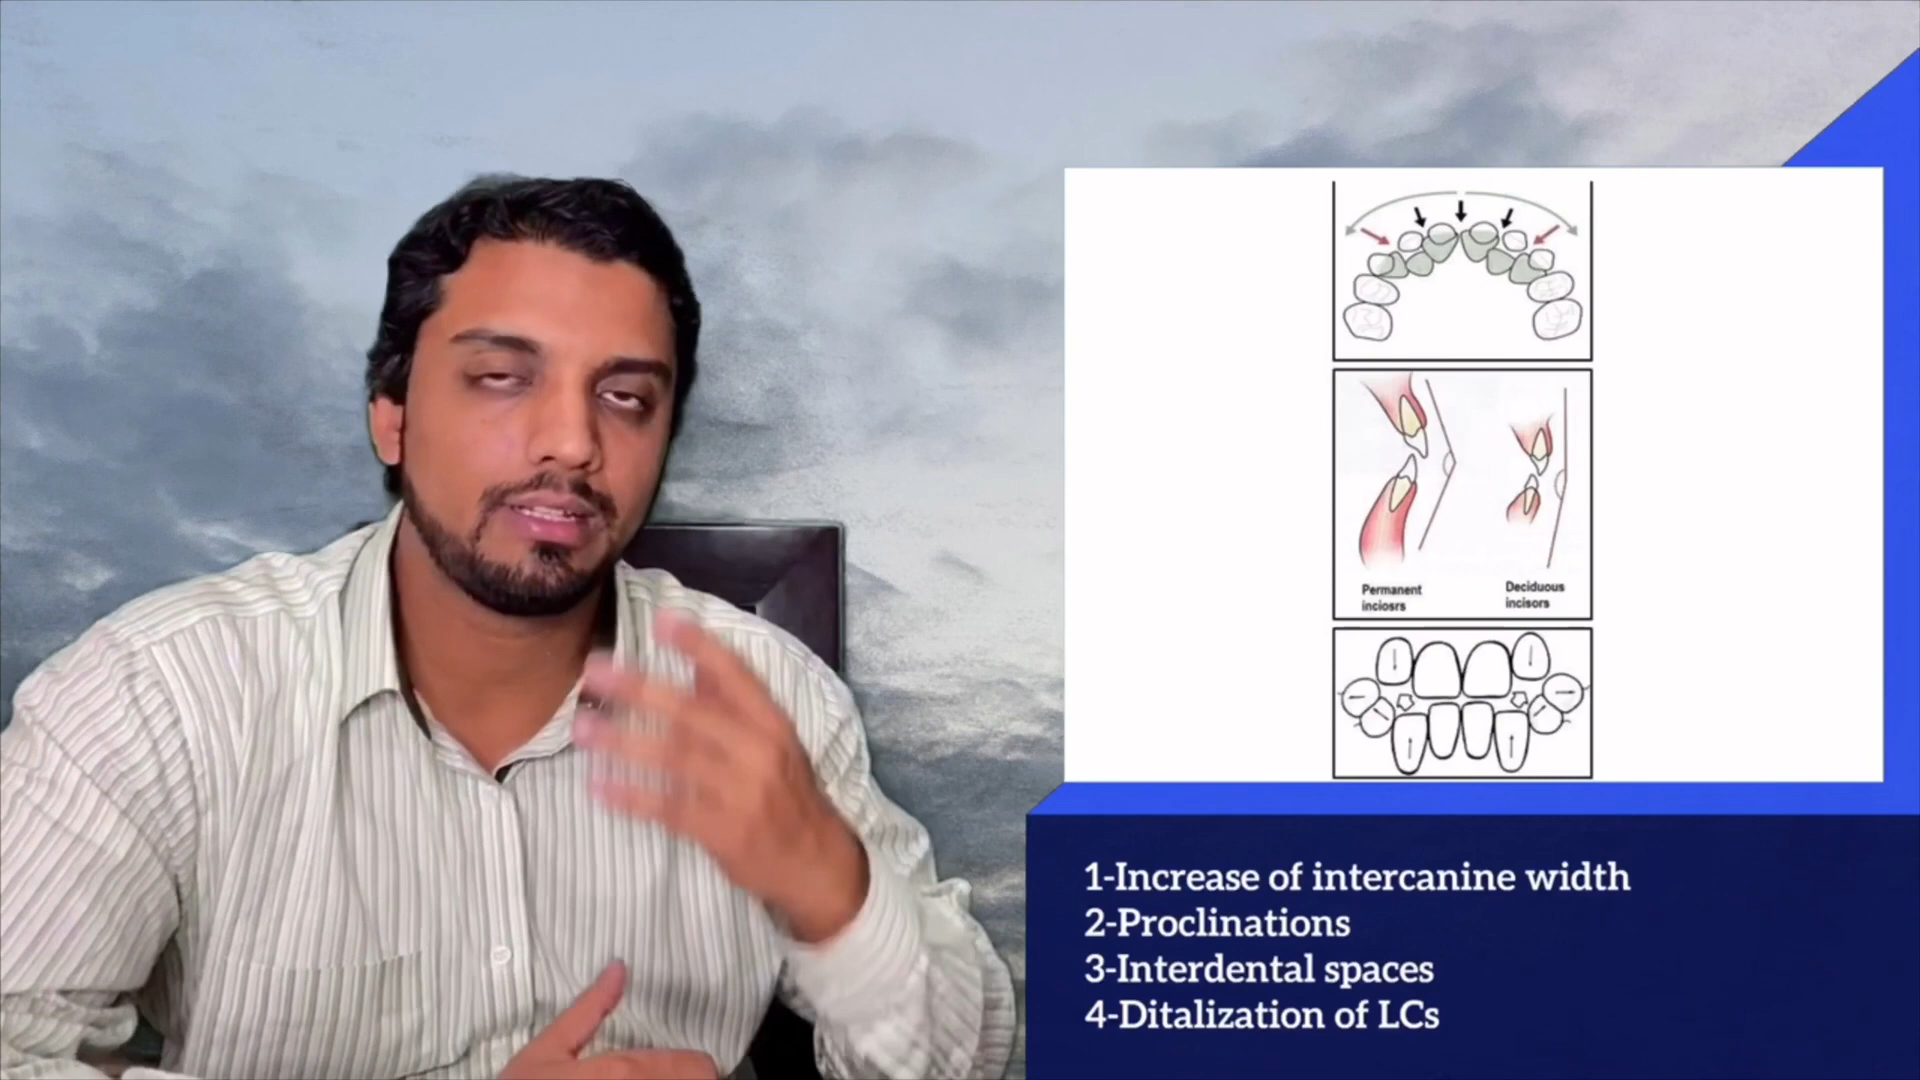 Permanent
inciosrs
Deciduous
incisors
1-Increase of intercanine width
2-Proclinations
3-Interdental spaces
4-Ditalization of LCs